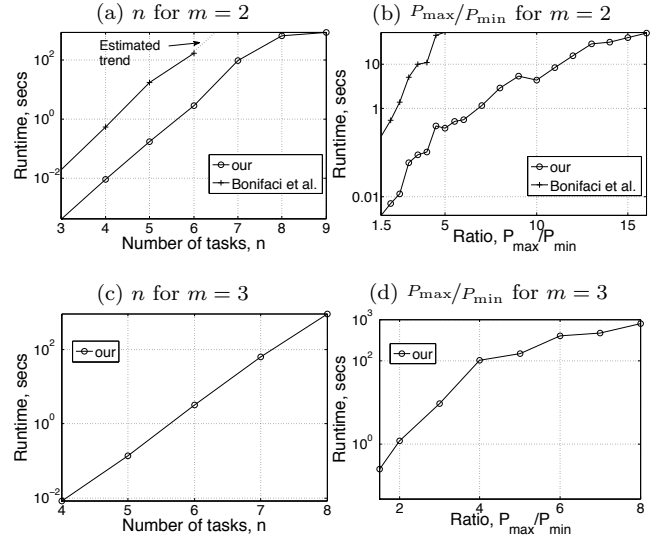 (a) n for m = 2
Runtime, secs
10²
10⁰
10⁻²
Estimated
trend
our
Bonifaci et al.
3 4 5 6 7 8 9
Number of tasks, n
(b) Pmax/Pmin for m = 2
Runtime, secs
10
1
0.01
our
Bonifaci et al.
1.5 5 10 15
Ratio, Pmax/Pmin
(c) n for m = 3
Runtime, secs
10²
10⁰
10⁻²
our
4 5 6 7 8
Number of tasks, n
(d) Pmax/Pmin for m = 3
Runtime, secs
10³
10²
10⁰
our
2 4 6 8
Ratio, Pmax/Pmin